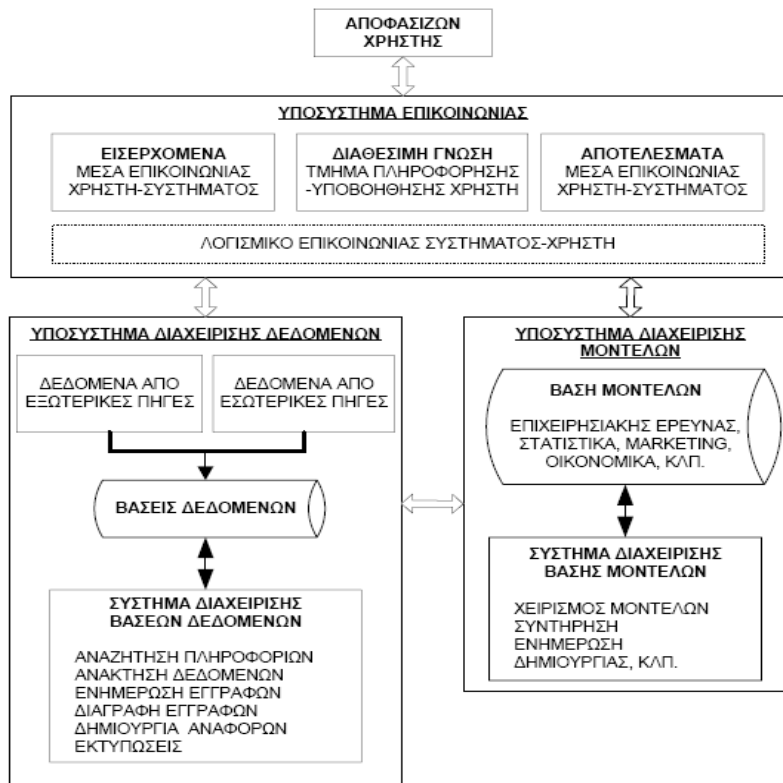 ΑΠΟΦΑΣΙΖΩΝ
ΧΡΗΣΤΗΣ
ΥΠΟΣΥΣΤΗΜΑ ΕΠΙΚΟΙΝΩΝΙΑΣ
ΕΙΣΕΡΧΟΜΕΝΑ
ΜΕΣΑ ΕΠΙΚΟΙΝΩΝΙΑΣ
ΧΡΗΣΤΗ-ΣΥΣΤΗΜΑΤΟΣ
ΔΙΑΘΕΣΙΜΗ ΓΝΩΣΗ
ΤΜΗΜΑ ΠΛΗΡΟΦΟΡΗΣΗΣ
-ΥΠΟΒΟΗΘΗΣΗΣ ΧΡΗΣΤΗ
ΑΠΟΤΕΛΕΣΜΑΤΑ
ΜΕΣΑ ΕΠΙΚΟΙΝΩΝΙΑΣ
ΧΡΗΣΤΗ-ΣΥΣΤΗΜΑΤΟΣ
ΛΟΓΙΣΜΙΚΟ ΕΠΙΚΟΙΝΩΝΙΑΣ ΣΥΣΤΗΜΑΤΟΣ-ΧΡΗΣΤΗ
ΥΠΟΣΥΣΤΗΜΑ ΔΙΑΧΕΙΡΙΣΗΣ ΔΕΔΟΜΕΝΩΝ
ΔΕΔΟΜΕΝΑ ΑΠΟ
ΕΞΩΤΕΡΙΚΕΣ ΠΗΓΕΣ
ΔΕΔΟΜΕΝΑ ΑΠΟ
ΕΣΩΤΕΡΙΚΕΣ ΠΗΓΕΣ
ΒΑΣΕΙΣ ΔΕΔΟΜΕΝΩΝ
ΣΥΣΤΗΜΑ ΔΙΑΧΕΙΡΙΣΗΣ
ΒΑΣΕΩΝ ΔΕΔΟΜΕΝΩΝ
ΑΝΑΖΗΤΗΣΗ ΠΛΗΡΟΦΟΡΙΩΝ
ΑΝΑΚΤΗΣΗ ΔΕΔΟΜΕΝΩΝ
ΕΝΗΜΕΡΩΣΗ ΕΓΓΡΑΦΩΝ
ΔΙΑΓΡΑΦΗ ΕΓΓΡΑΦΩΝ
ΔΗΜΙΟΥΡΓΙΑ ΑΝΑΦΟΡΩΝ
ΕΚΤΥΠΩΣΕΙΣ
ΥΠΟΣΥΣΤΗΜΑ ΔΙΑΧΕΙΡΙΣΗΣ
ΜΟΝΤΕΛΩΝ
ΒΑΣΗ ΜΟΝΤΕΛΩΝ
ΕΠΙΧΕΙΡΗΣΙΑΚΗΣ ΕΡΕΥΝΑΣ,
ΣΤΑΤΙΣΤΙΚΑ, MARKETING,
ΟΙΚΟΝΟΜΙΚΑ, ΚΛΠ.
ΣΥΣΤΗΜΑ ΔΙΑΧΕΙΡΙΣΗΣ
ΒΑΣΗΣ ΜΟΝΤΕΛΩΝ
ΧΕΙΡΙΣΜΟΣ ΜΟΝΤΕΛΩΝ
ΣΥΝΤΗΡΗΣΗ
ΕΝΗΜΕΡΩΣΗ
ΔΗΜΙΟΥΡΓΙΑΣ, ΚΛΠ.